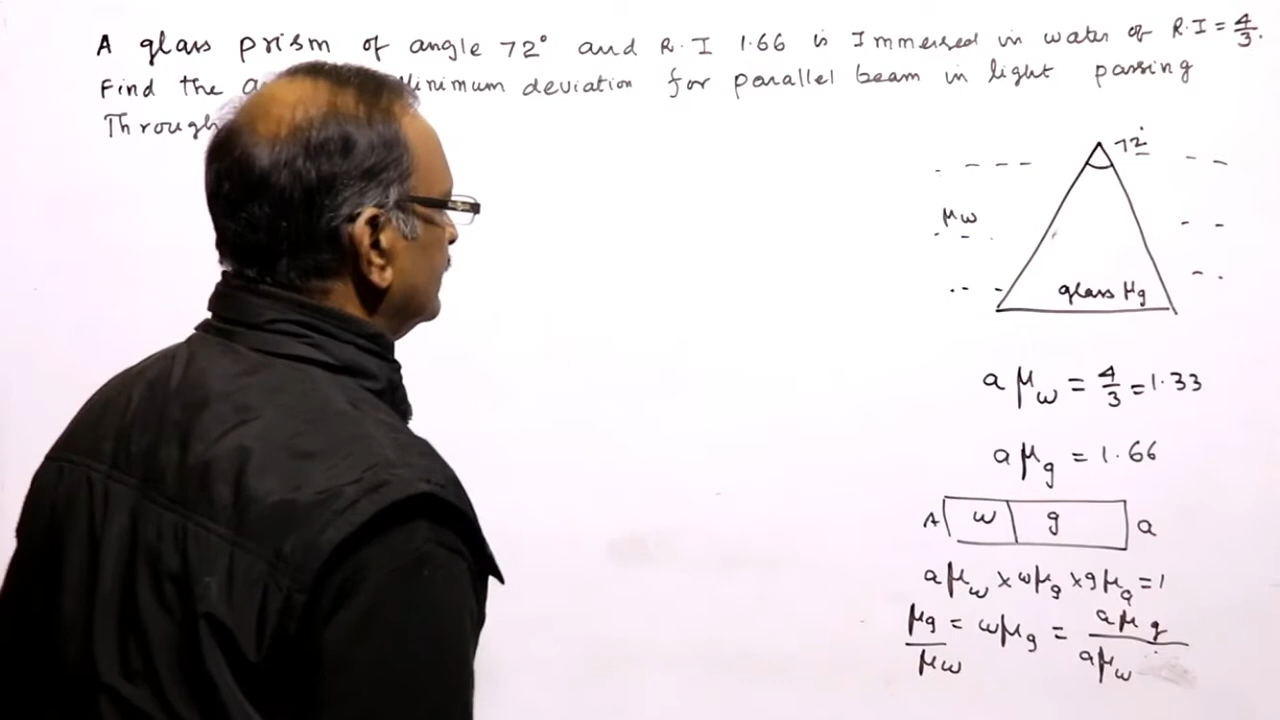 A glass prism of angle 72° and R.I 1.66 is Immersed in water of R.I = 4/3.
Find the minimum deviation for parallel beam in light passing
Through
72°
μw
glass μg
aμw = 4/3 = 1.33
aμg = 1.66
A w g a
aμw × wμg × gμa = 1
μg/μw = wμg = aμg/aμw